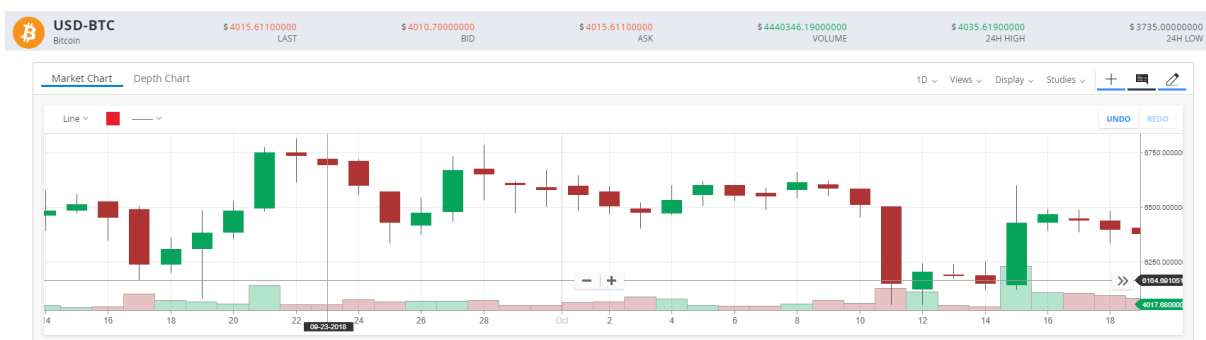 USD-BTC
Bitcoin
$ 4015.61100000
LAST
$ 4010.70000000
BID
$ 4015.61100000
ASK
$ 4440346.19000000
VOLUME
$ 4035.61900000
24H HIGH
$ 3735.00000000
24H LOW
Market Chart Depth Chart 1D Views Display Studies
Line UNDO REDO
6750.00000
6500.00000
6250.00000
6164.691051
4017.680000
14 16 18 20 22 24 26 28 Oct 2 4 6 8 10 12 14 16 18
09-23-2018